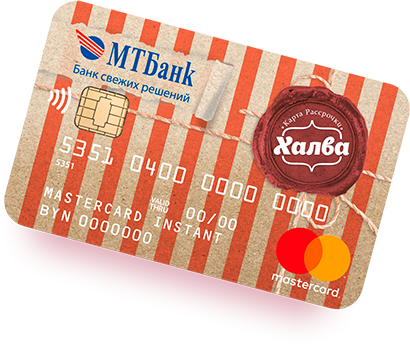 МТБанк
Банк свежих решений
Карта Рассрочки
Халва
5351 0400 0000 0000
5351
VALID
THRU
00/00
MASTERCARD INSTANT
BYN 0000000
mastercard